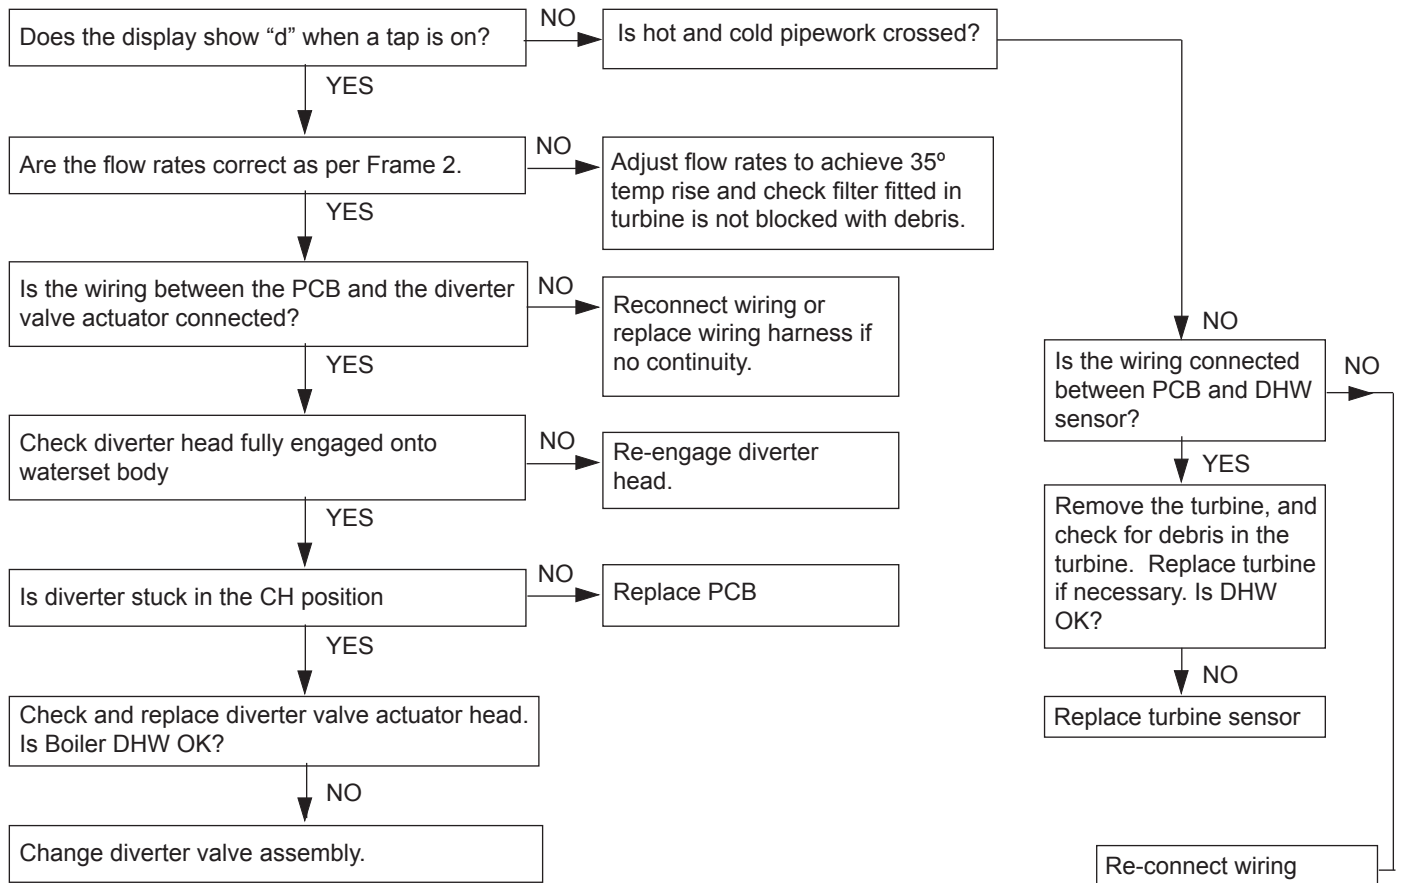 Does the display show “d” when a tap is on?
NO
Is hot and cold pipework crossed?
YES
Are the flow rates correct as per Frame 2.
NO
Adjust flow rates to achieve 35º
temp rise and check filter fitted in
turbine is not blocked with debris.
YES
Is the wiring between the PCB and the diverter
valve actuator connected?
NO
Reconnect wiring or
replace wiring harness if
no continuity.
YES
Check diverter head fully engaged onto
waterset body
NO
Re-engage diverter
head.
YES
Is diverter stuck in the CH position
NO
Replace PCB
YES
Check and replace diverter valve actuator head.
Is Boiler DHW OK?
NO
Change diverter valve assembly.
NO
Is the wiring connected
between PCB and DHW
sensor?
NO
YES
Remove the turbine, and
check for debris in the
turbine.  Replace turbine
if necessary. Is DHW
OK?
NO
Replace turbine sensor
Re-connect wiring